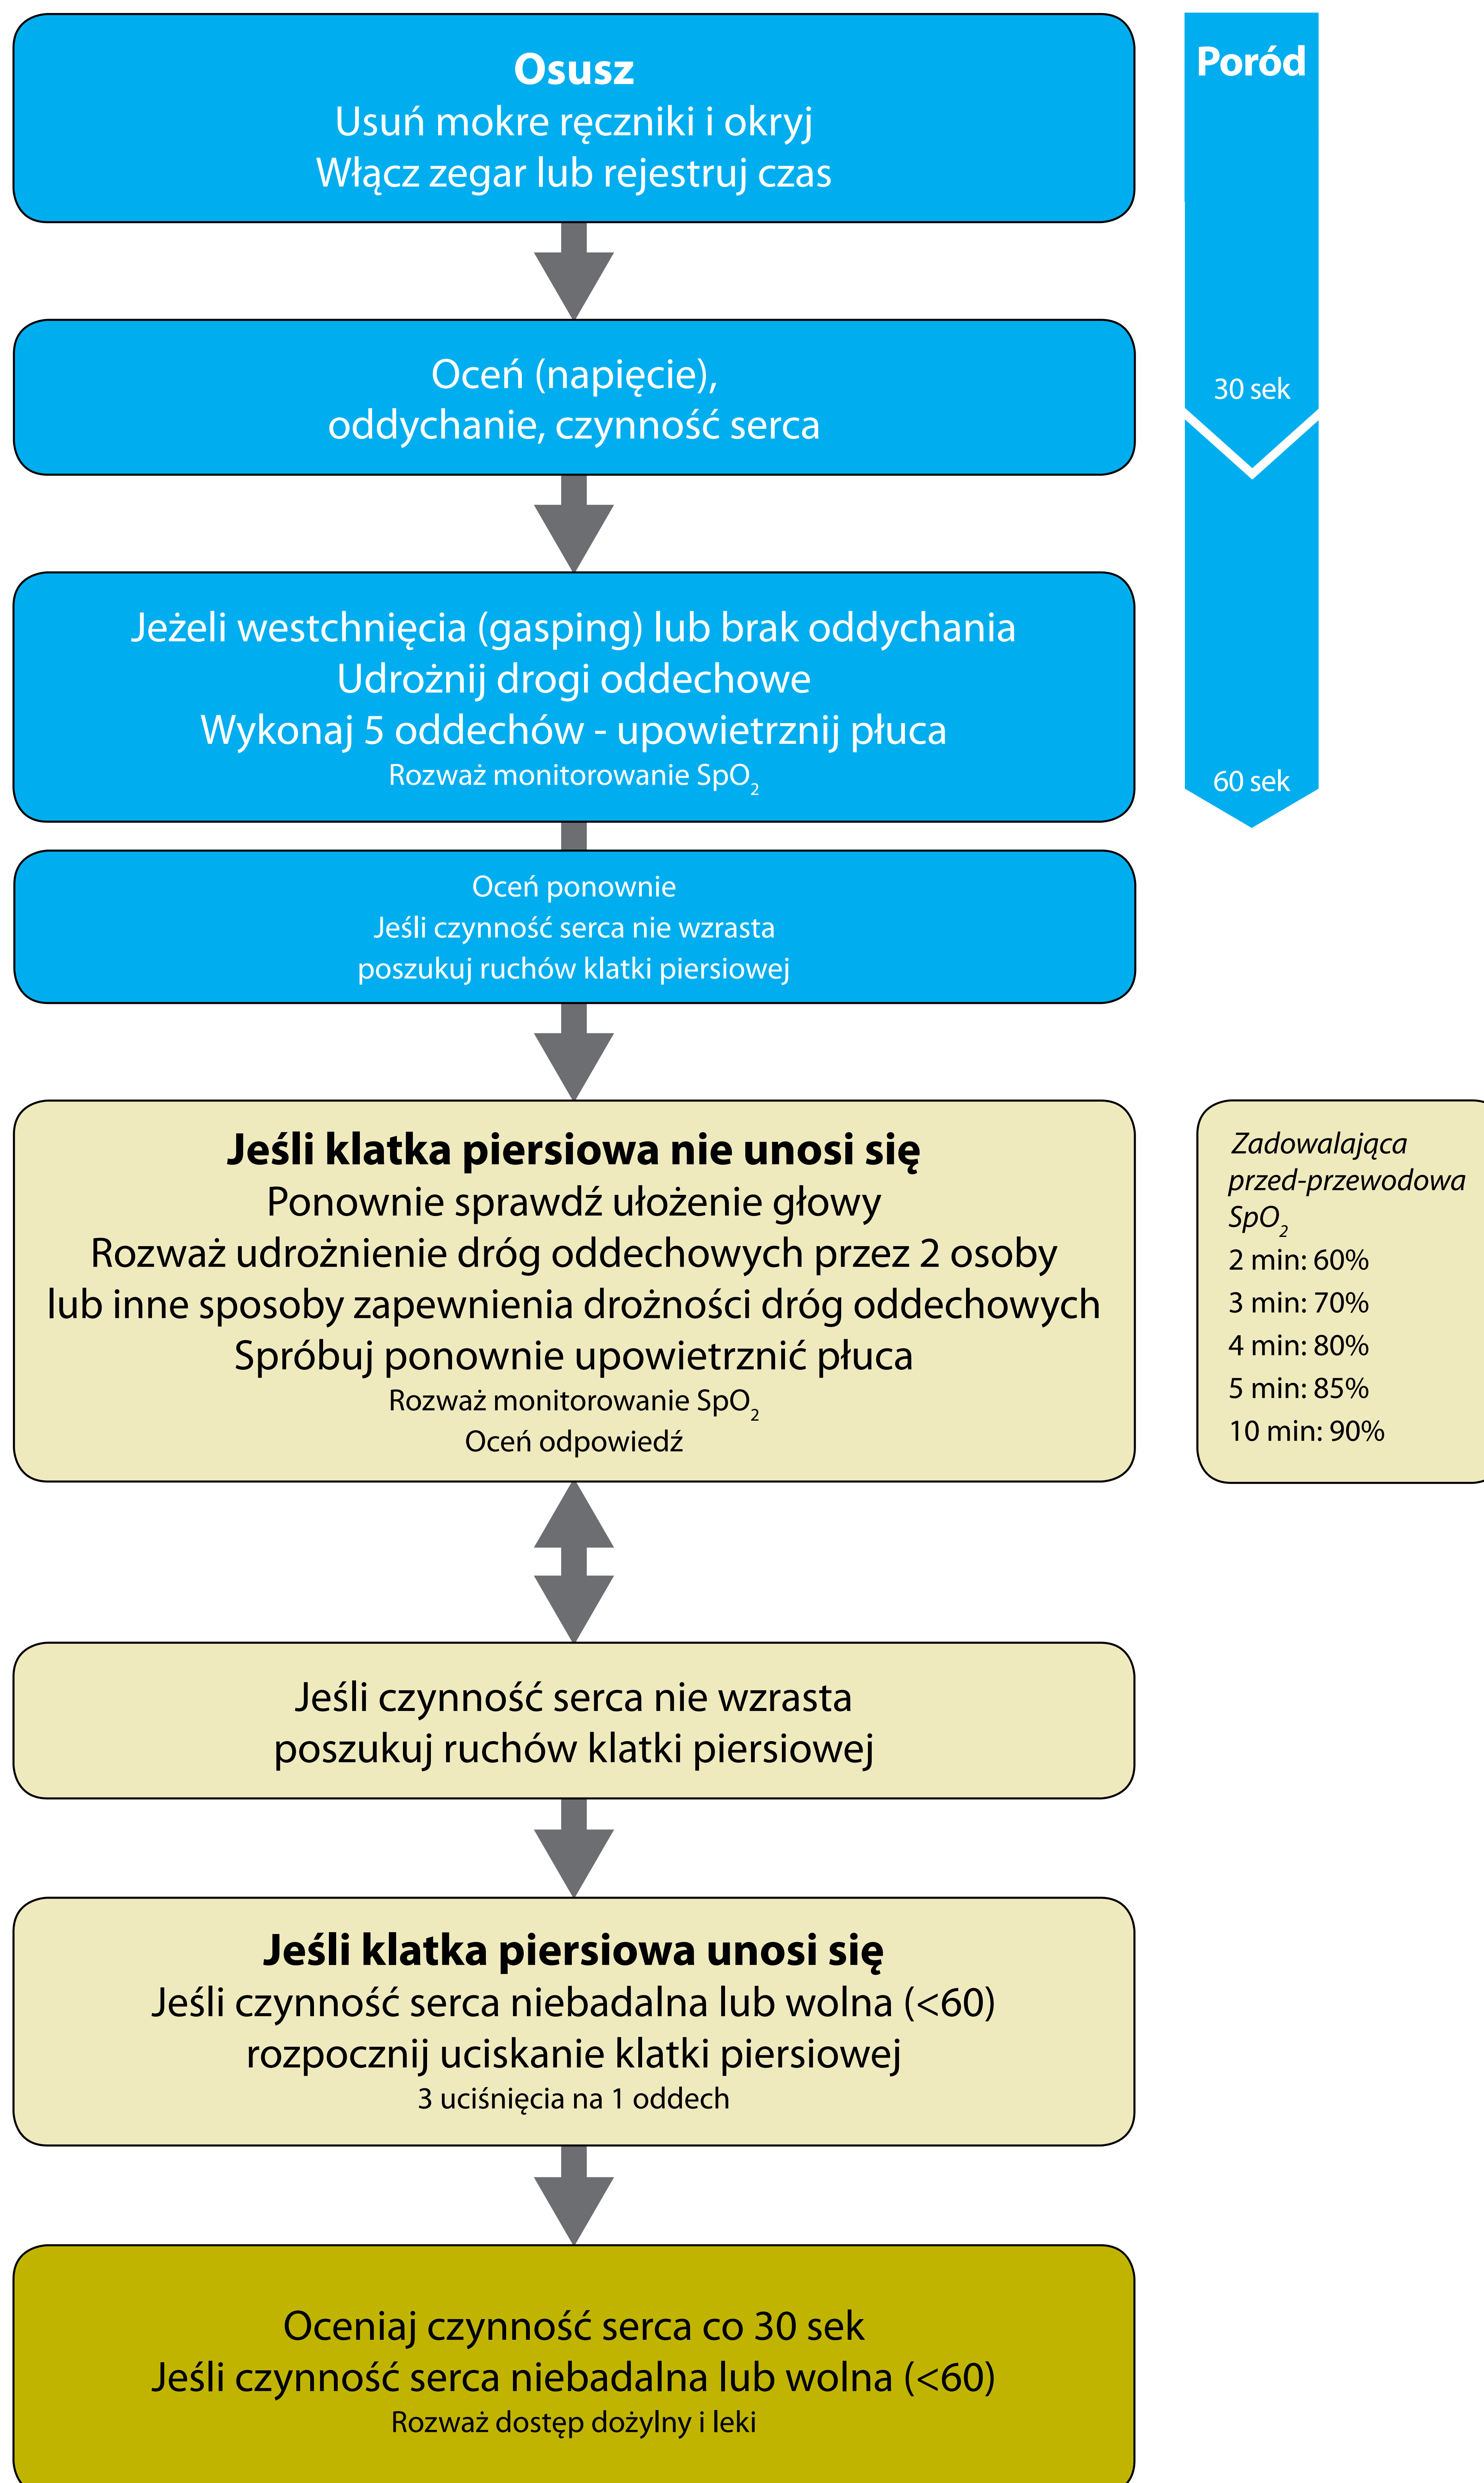 Osusz
Usuń mokre ręczniki i okryj
Włącz zegar lub rejestruj czas
Poród
Oceń (napięcie),
oddychanie, czynność serca
30 sek
Jeżeli westchnięcia (gasping) lub brak oddychania
Udrożnij drogi oddechowe
Wykonaj 5 oddechów - upowietrznij płuca
Rozważ monitorowanie SpO₂
60 sek
Oceń ponownie
Jeśli czynność serca nie wzrasta
poszukuj ruchów klatki piersiowej
Jeśli klatka piersiowa nie unosi się
Ponownie sprawdź ułożenie głowy
Rozważ udrożnienie dróg oddechowych przez 2 osoby
lub inne sposoby zapewnienia drożności dróg oddechowych
Spróbuj ponownie upowietrznić płuca
Rozważ monitorowanie SpO₂
Oceń odpowiedź
Zadowalająca
przed-przewodowa
SpO₂
2 min: 60%
3 min: 70%
4 min: 80%
5 min: 85%
10 min: 90%
Jeśli czynność serca nie wzrasta
poszukuj ruchów klatki piersiowej
Jeśli klatka piersiowa unosi się
Jeśli czynność serca niebadalna lub wolna (<60)
rozpocznij uciskanie klatki piersiowej
3 uciśnięcia na 1 oddech
Oceniaj czynność serca co 30 sek
Jeśli czynność serca niebadalna lub wolna (<60)
Rozważ dostęp dożylny i leki